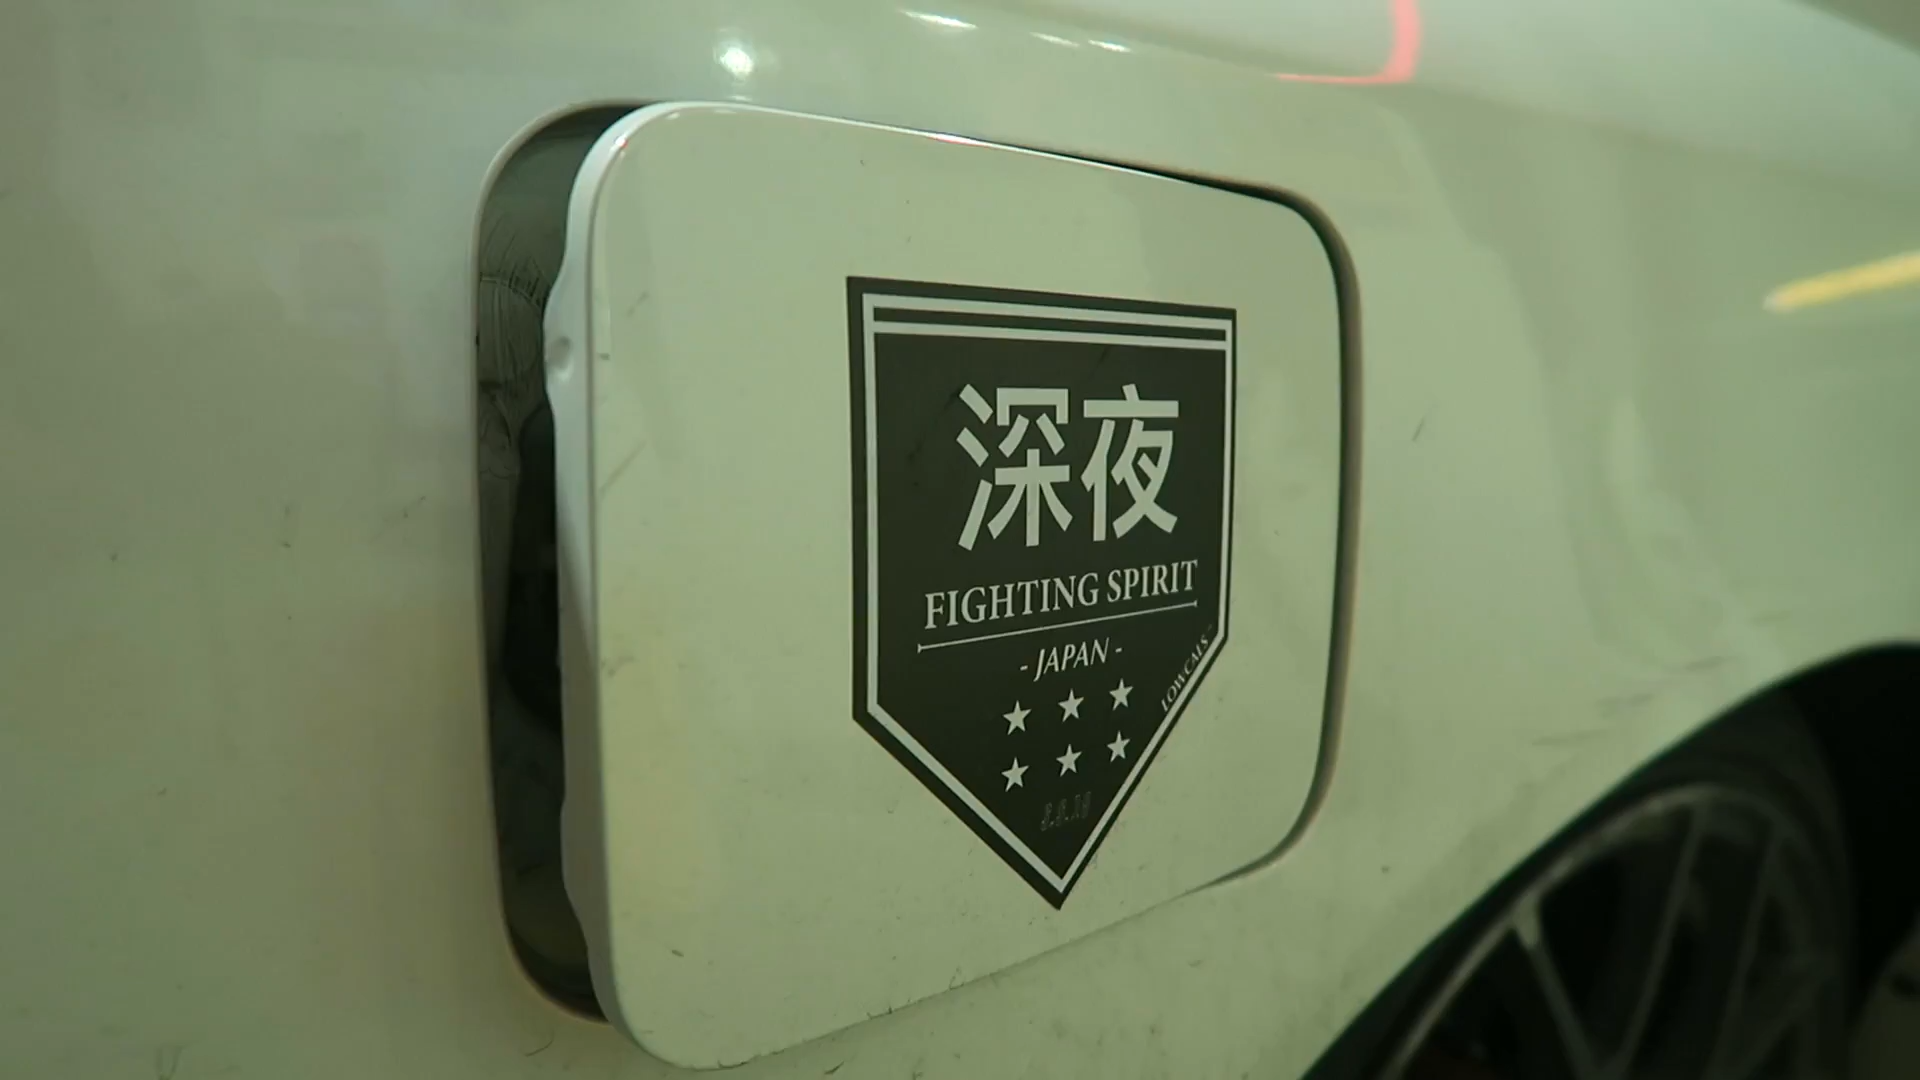 深夜
FIGHTING SPIRIT
- JAPAN -
LOWCALS